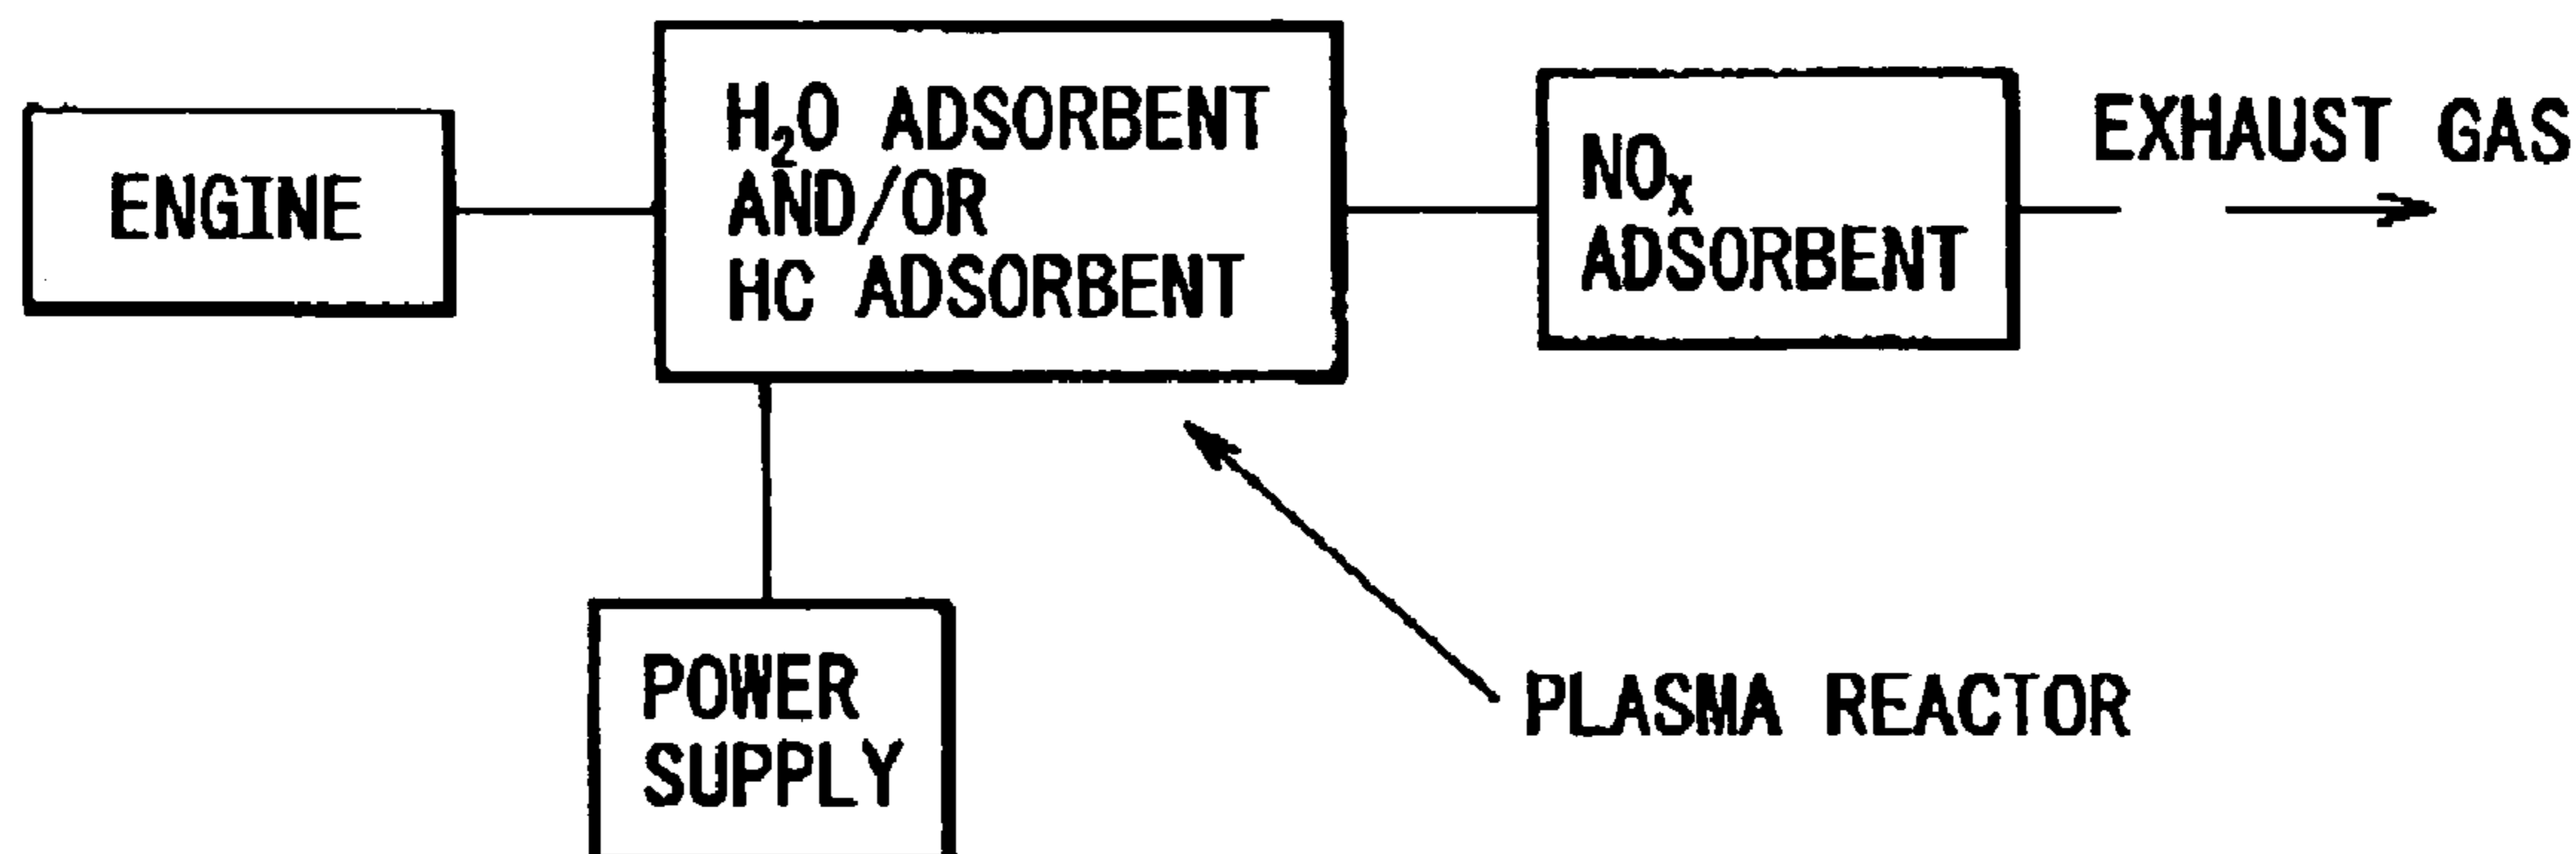 ENGINE
H₂O ADSORBENT
AND/OR
HC ADSORBENT
NOₓ
ADSORBENT
EXHAUST GAS
POWER
SUPPLY
PLASMA REACTOR